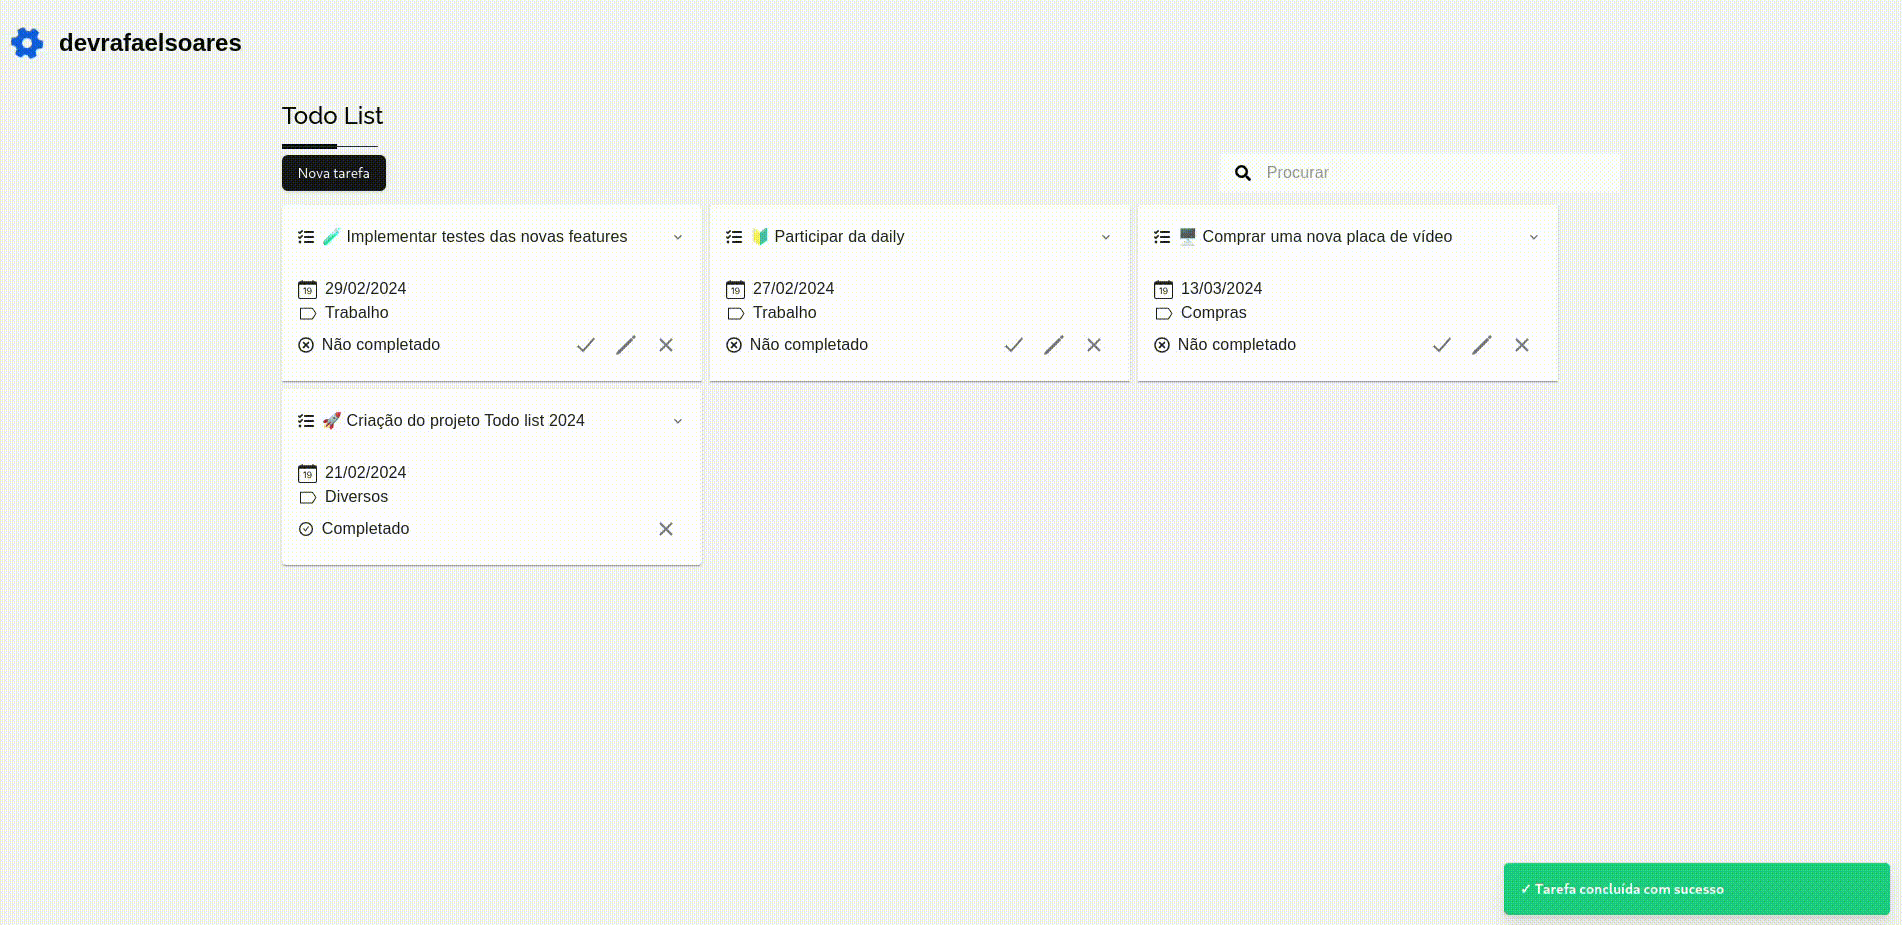 devrafaelsoares
Todo List
Nova tarefa
Procurar
🧪 Implementar testes das novas features
19 29/02/2024
Trabalho
Não completado
🔰 Participar da daily
19 27/02/2024
Trabalho
Não completado
🖥️ Comprar uma nova placa de vídeo
19 13/03/2024
Compras
Não completado
🚀 Criação do projeto Todo list 2024
19 21/02/2024
Diversos
Completado
✓ Tarefa concluída com sucesso